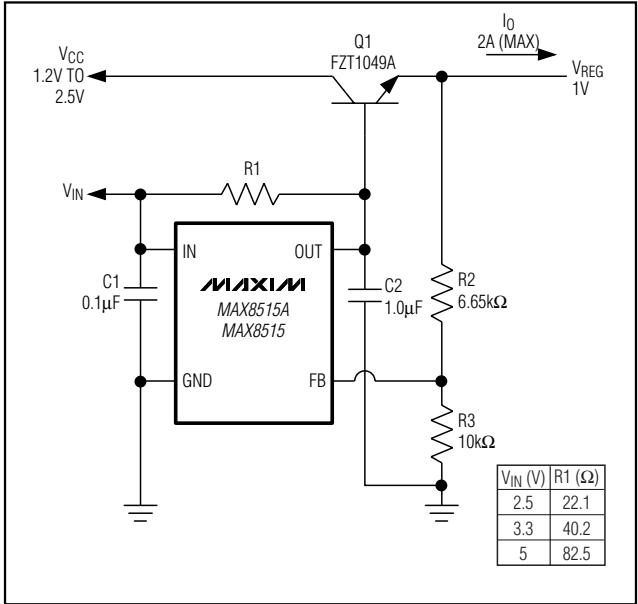 Q1
FZT1049A
I_O
2A (MAX)
V_CC
1.2V TO
2.5V
V_REG
1V
R1
V_IN
IN
OUT
C1
0.1µF
MAXIM
MAX8515A
MAX8515
C2
1.0µF
R2
6.65kΩ
GND
FB
R3
10kΩ
V_IN (V) R1 (Ω)
2.5 22.1
3.3 40.2
5 82.5